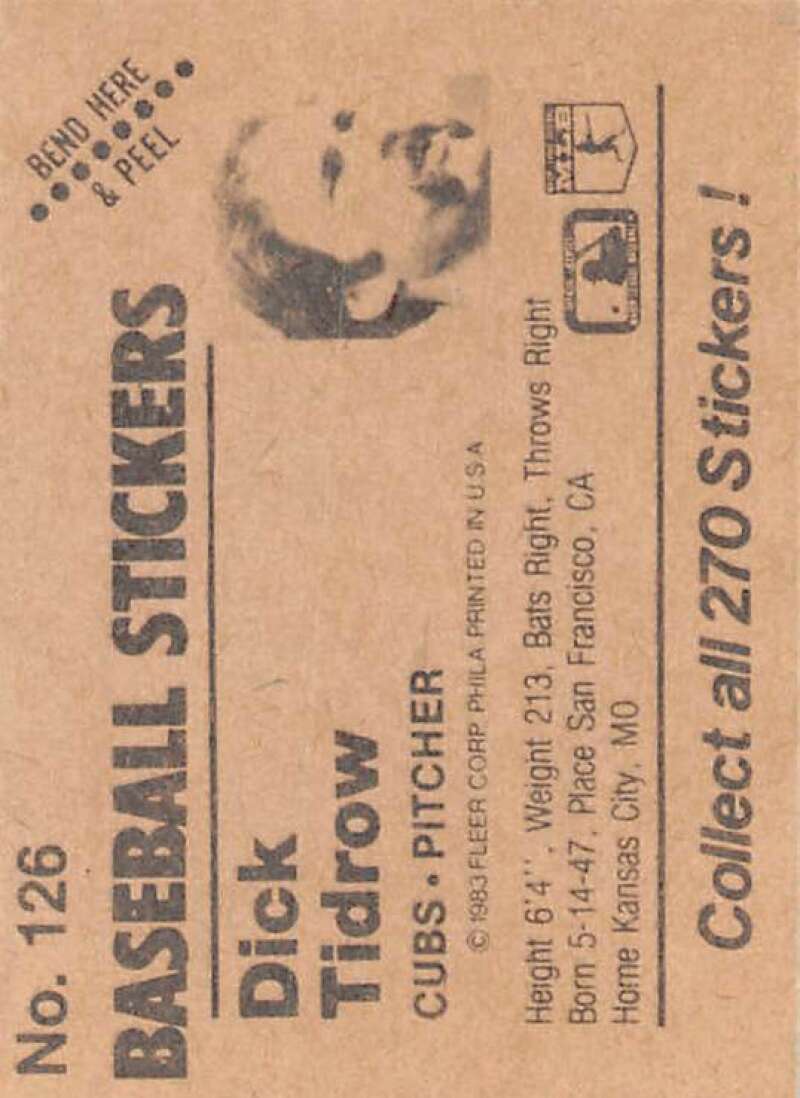 No. 126
BEND HERE
& PEEL
BASEBALL STICKERS
Dick
Tidrow
CUBS • PITCHER
© 1983 FLEER CORP. PHILA PRINTED IN U.S.A
Height 6'4'', Weight 213, Bats Right, Throws Right
Born 5-14-47, Place San Francisco, CA
Home Kansas City, MO
Collect all 270 Stickers!